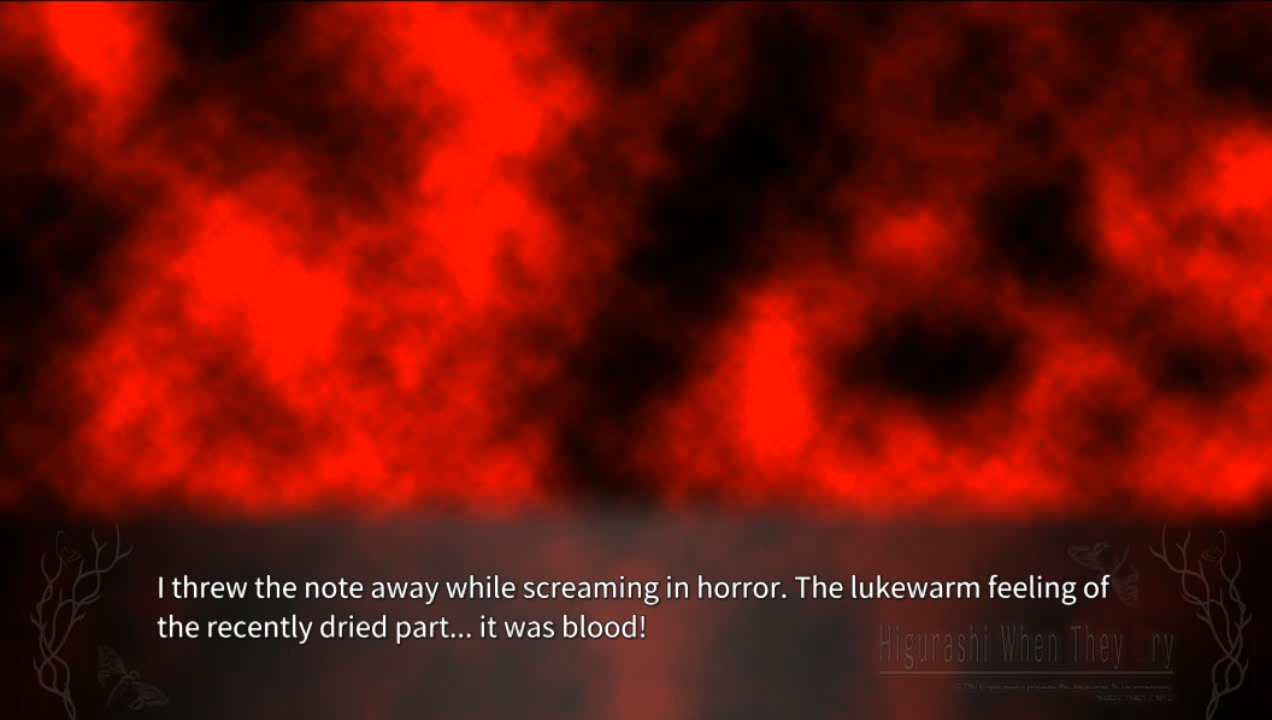 I threw the note away while screaming in horror. The lukewarm feeling of
the recently dried part... it was blood!
Higurashi When They Cry